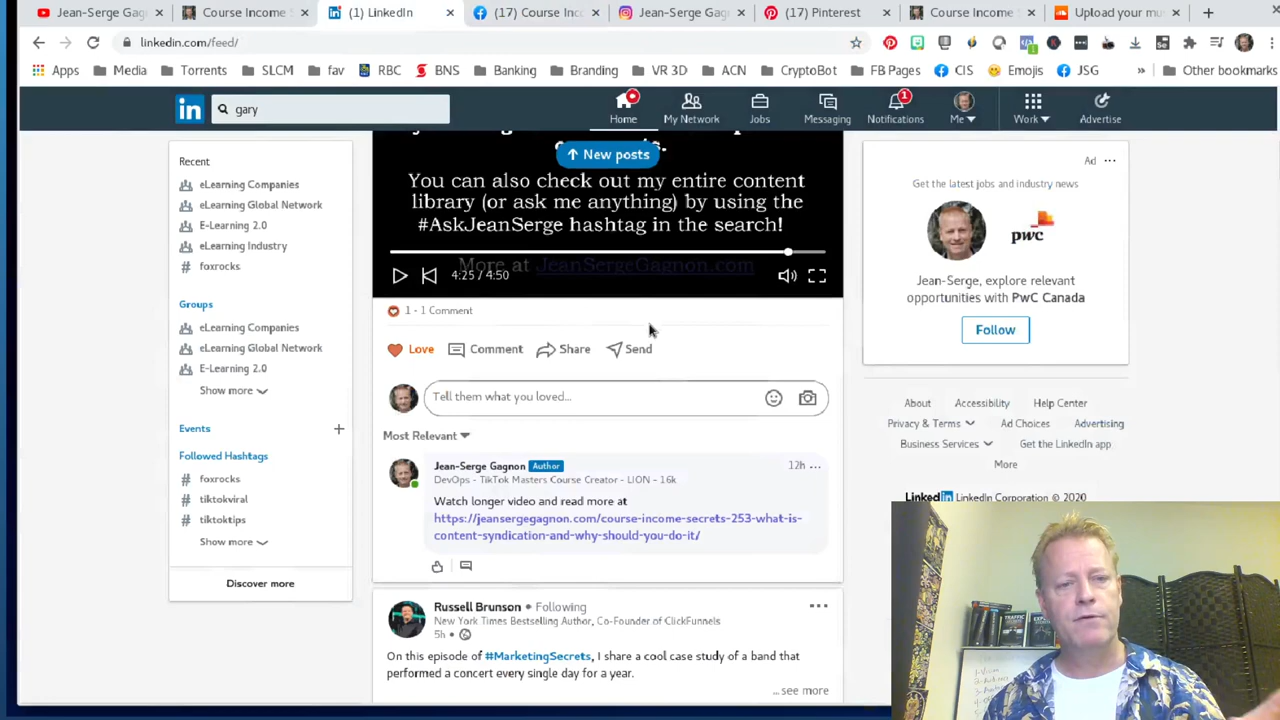 Jean-Serge Gag
Course Income S
(1) LinkedIn
(17) Course Inc
Jean-Serge Gagn
(17) Pinterest
Course Income S
Upload your mu
linkedin.com/feed/
Apps
Media
Torrents
SLCM
fav
RBC
BNS
Banking
Branding
VR 3D
ACN
CryptoBot
FB Pages
CIS
Emojis
JSG
»
Other bookmarks
in
gary
Home
My Network
Jobs
Messaging
1
Notifications
Me
Work
Advertise
Recent
eLearning Companies
eLearning Global Network
E-Learning 2.0
eLearning Industry
# foxrocks
Groups
eLearning Companies
eLearning Global Network
E-Learning 2.0
Show more
Events
+
Followed Hashtags
# foxrocks
# tiktokviral
# tiktoktips
Show more
Discover more
New posts
You can also check out my entire content
library (or ask me anything) by using the
#AskJeanSerge hashtag in the search!
More at JeanSergeGagnon.com
4:25 / 4:50
1 · 1 Comment
Love
Comment
Share
Send
Tell them what you loved...
Most Relevant
Jean-Serge Gagnon Author
12h ...
DevOps - TikTok Masters Course Creator - LION - 16k
Watch longer video and read more at
https://jeansergegagnon.com/course-income-secrets-253-what-is-
content-syndication-and-why-should-you-do-it/
Russell Brunson • Following
New York Times Bestselling Author, Co-Founder of ClickFunnels
5h •
On this episode of #MarketingSecrets, I share a cool case study of a band that
performed a concert every single day for a year.
...see more
Ad ...
Get the latest jobs and industry news
pwc
Jean-Serge, explore relevant
opportunities with PwC Canada
Follow
About
Accessibility
Help Center
Privacy & Terms
Ad Choices
Advertising
Business Services
Get the LinkedIn app
More
Linkedin LinkedIn Corporation © 2020